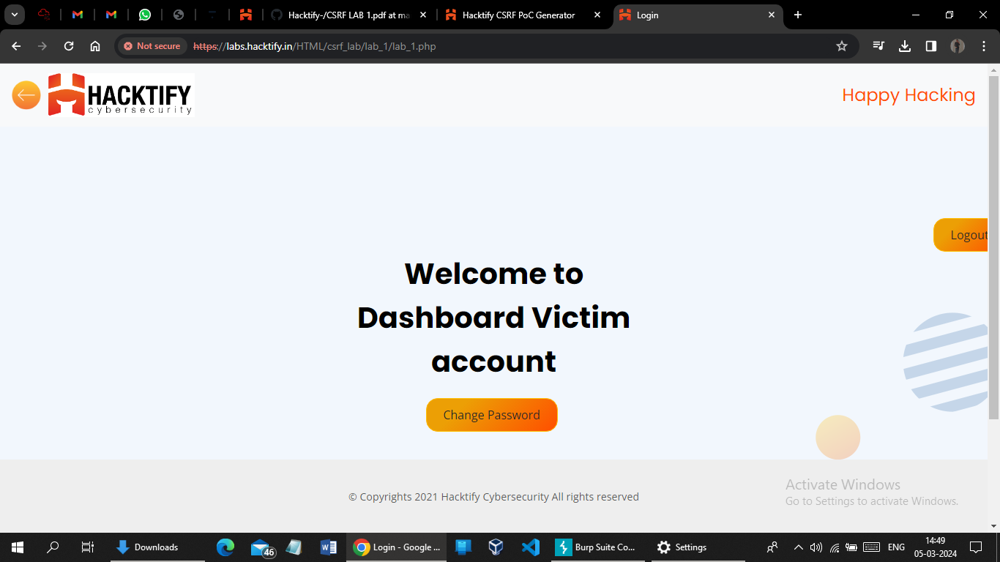 Hacktify-/CSRF LAB 1.pdf at ma
Hacktify CSRF PoC Generator
Login
Not secure
https://labs.hacktify.in/HTML/csrf_lab/lab_1/lab_1.php
HACKTIFY
cybersecurity
Happy Hacking
Logout
Welcome to
Dashboard Victim
account
Change Password
© Copyrights 2021 Hacktify Cybersecurity All rights reserved
Activate Windows
Go to Settings to activate Windows.
Downloads
46
Login - Google ...
Burp Suite Co...
Settings
ENG
14:49
05-03-2024